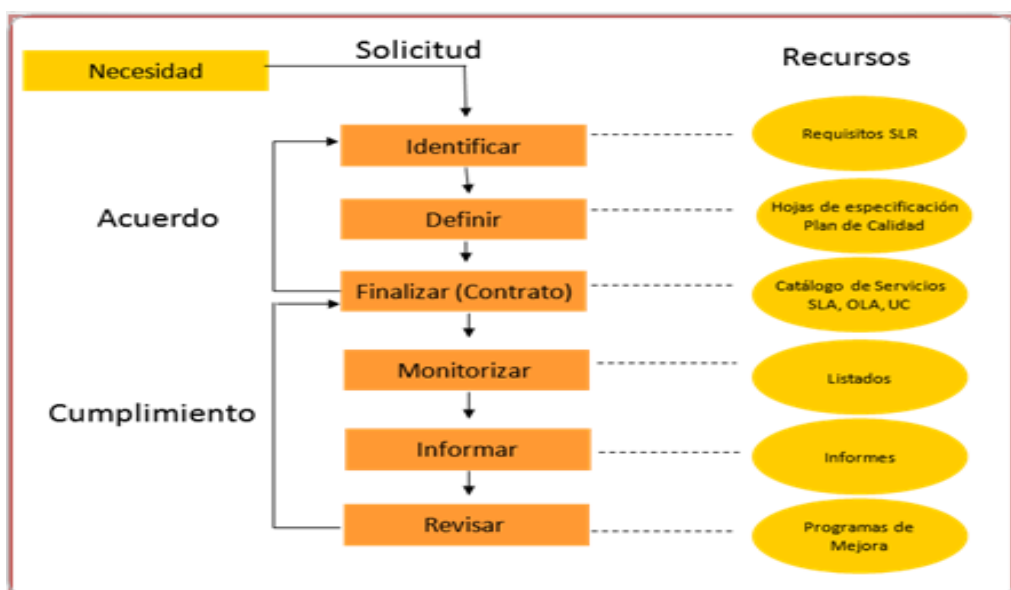 Solicitud
Recursos
Necesidad
Identificar
Requisitos SLR
Acuerdo
Definir
Hojas de especificación
Plan de Calidad
Finalizar (Contrato)
Catálogo de Servicios
SLA, OLA, UC
Monitorizar
Listados
Cumplimiento
Informar
Informes
Revisar
Programas de
Mejora